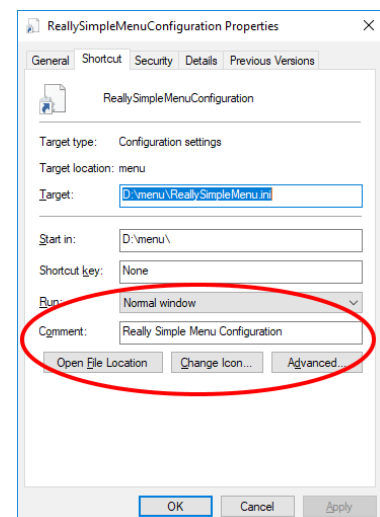 ReallySimpleMenuConfiguration Properties
General Shortcut Security Details Previous Versions
ReallySimpleMenuConfiguration
Target type: Configuration settings
Target location: menu
Target: D:\menu\ReallySimpleMenu.ini
Start in: D:\menu\
Shortcut key: None
Run: Normal window
Comment: Really Simple Menu Configuration
Open File Location Change Icon... Advanced...
OK Cancel Apply